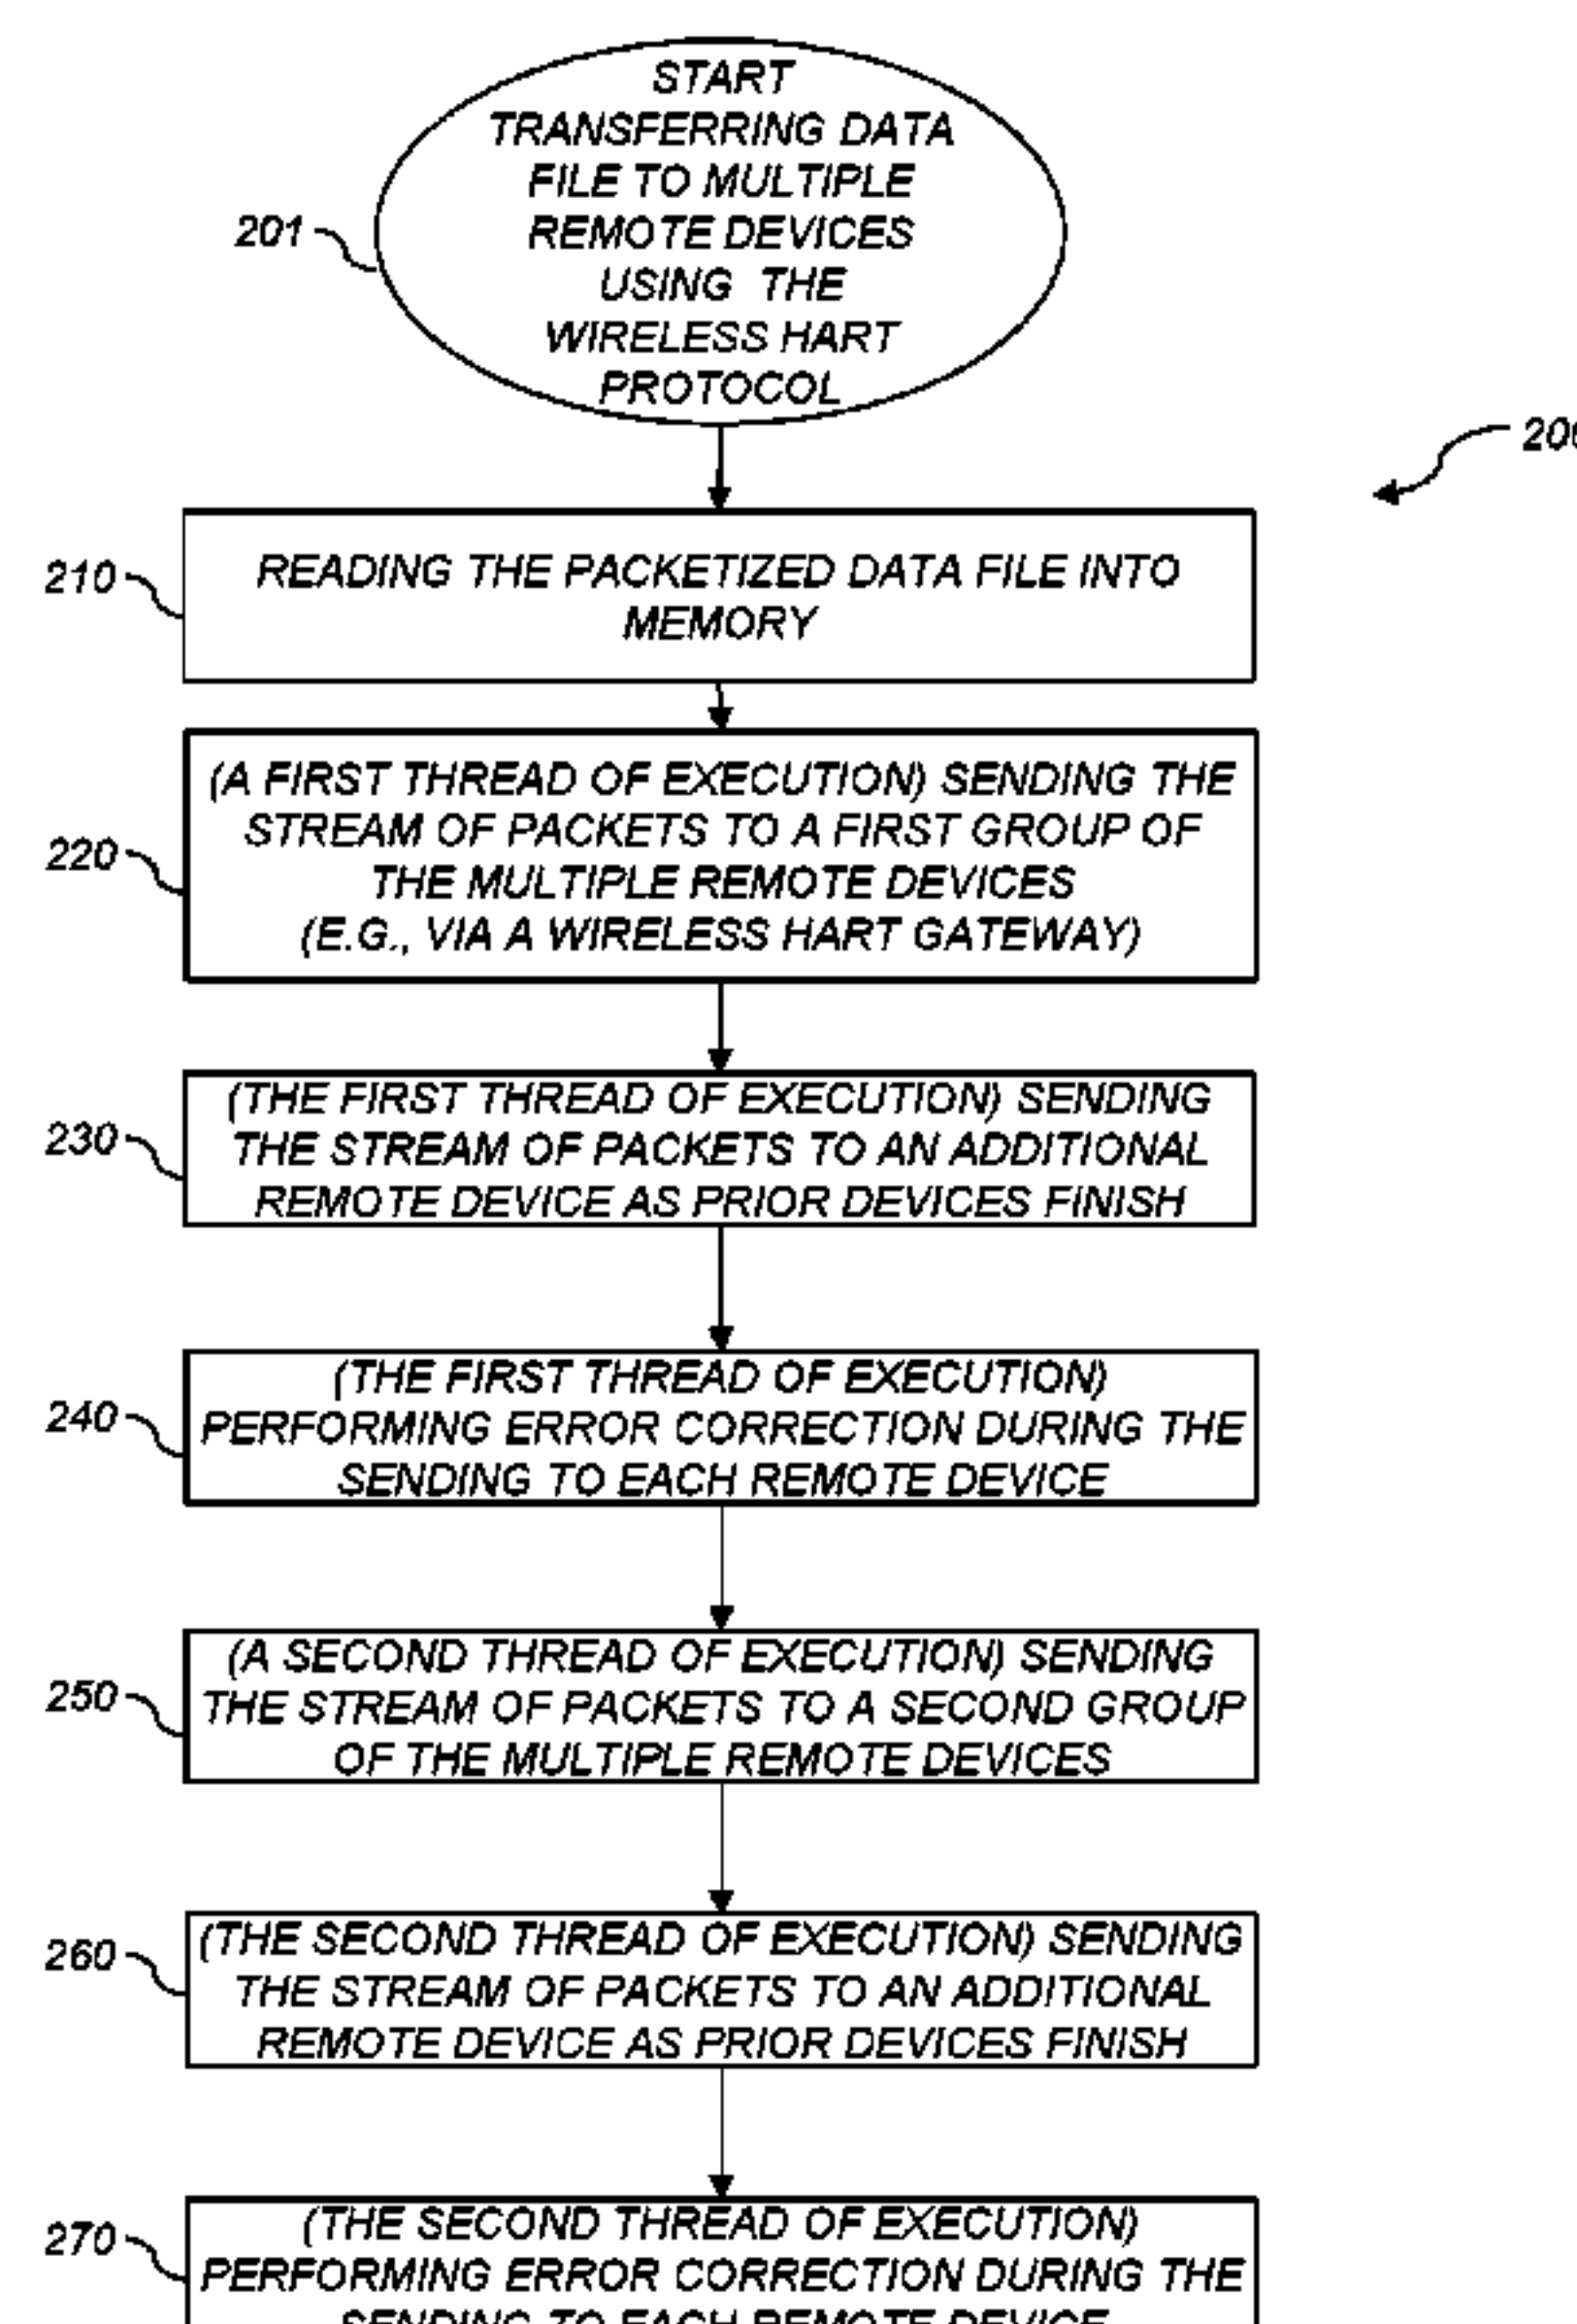 START
TRANSFERRING DATA
FILE TO MULTIPLE
REMOTE DEVICES
USING THE
WIRELESS HART
PROTOCOL
201
210
READING THE PACKETIZED DATA FILE INTO
MEMORY
220
(A FIRST THREAD OF EXECUTION) SENDING THE
STREAM OF PACKETS TO A FIRST GROUP OF
THE MULTIPLE REMOTE DEVICES
(E.G., VIA A WIRELESS HART GATEWAY)
230
(THE FIRST THREAD OF EXECUTION) SENDING
THE STREAM OF PACKETS TO AN ADDITIONAL
REMOTE DEVICE AS PRIOR DEVICES FINISH
240
(THE FIRST THREAD OF EXECUTION)
PERFORMING ERROR CORRECTION DURING THE
SENDING TO EACH REMOTE DEVICE
250
(A SECOND THREAD OF EXECUTION) SENDING
THE STREAM OF PACKETS TO A SECOND GROUP
OF THE MULTIPLE REMOTE DEVICES
260
(THE SECOND THREAD OF EXECUTION) SENDING
THE STREAM OF PACKETS TO AN ADDITIONAL
REMOTE DEVICE AS PRIOR DEVICES FINISH
270
(THE SECOND THREAD OF EXECUTION)
PERFORMING ERROR CORRECTION DURING THE
SENDING TO EACH REMOTE DEVICE